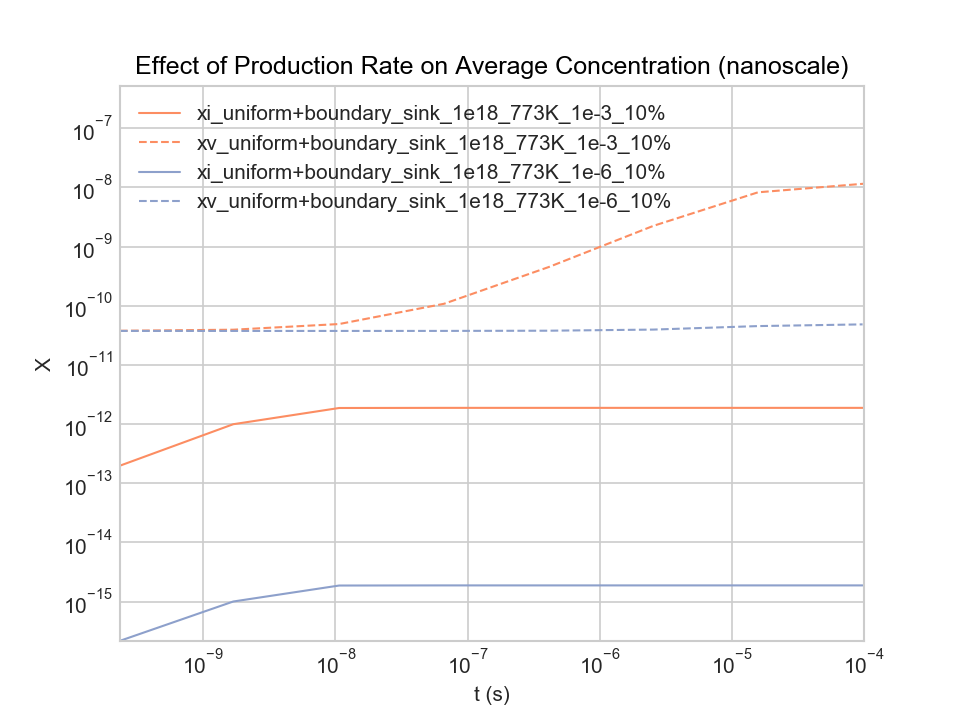 Effect of Production Rate on Average Concentration (nanoscale)
xi_uniform+boundary_sink_1e18_773K_1e-3_10%
xv_uniform+boundary_sink_1e18_773K_1e-3_10%
xi_uniform+boundary_sink_1e18_773K_1e-6_10%
xv_uniform+boundary_sink_1e18_773K_1e-6_10%
10⁻⁷
10⁻⁸
10⁻⁹
10⁻¹⁰
10⁻¹¹
10⁻¹²
10⁻¹³
10⁻¹⁴
10⁻¹⁵
X
10⁻⁹ 10⁻⁸ 10⁻⁷ 10⁻⁶ 10⁻⁵ 10⁻⁴
t (s)